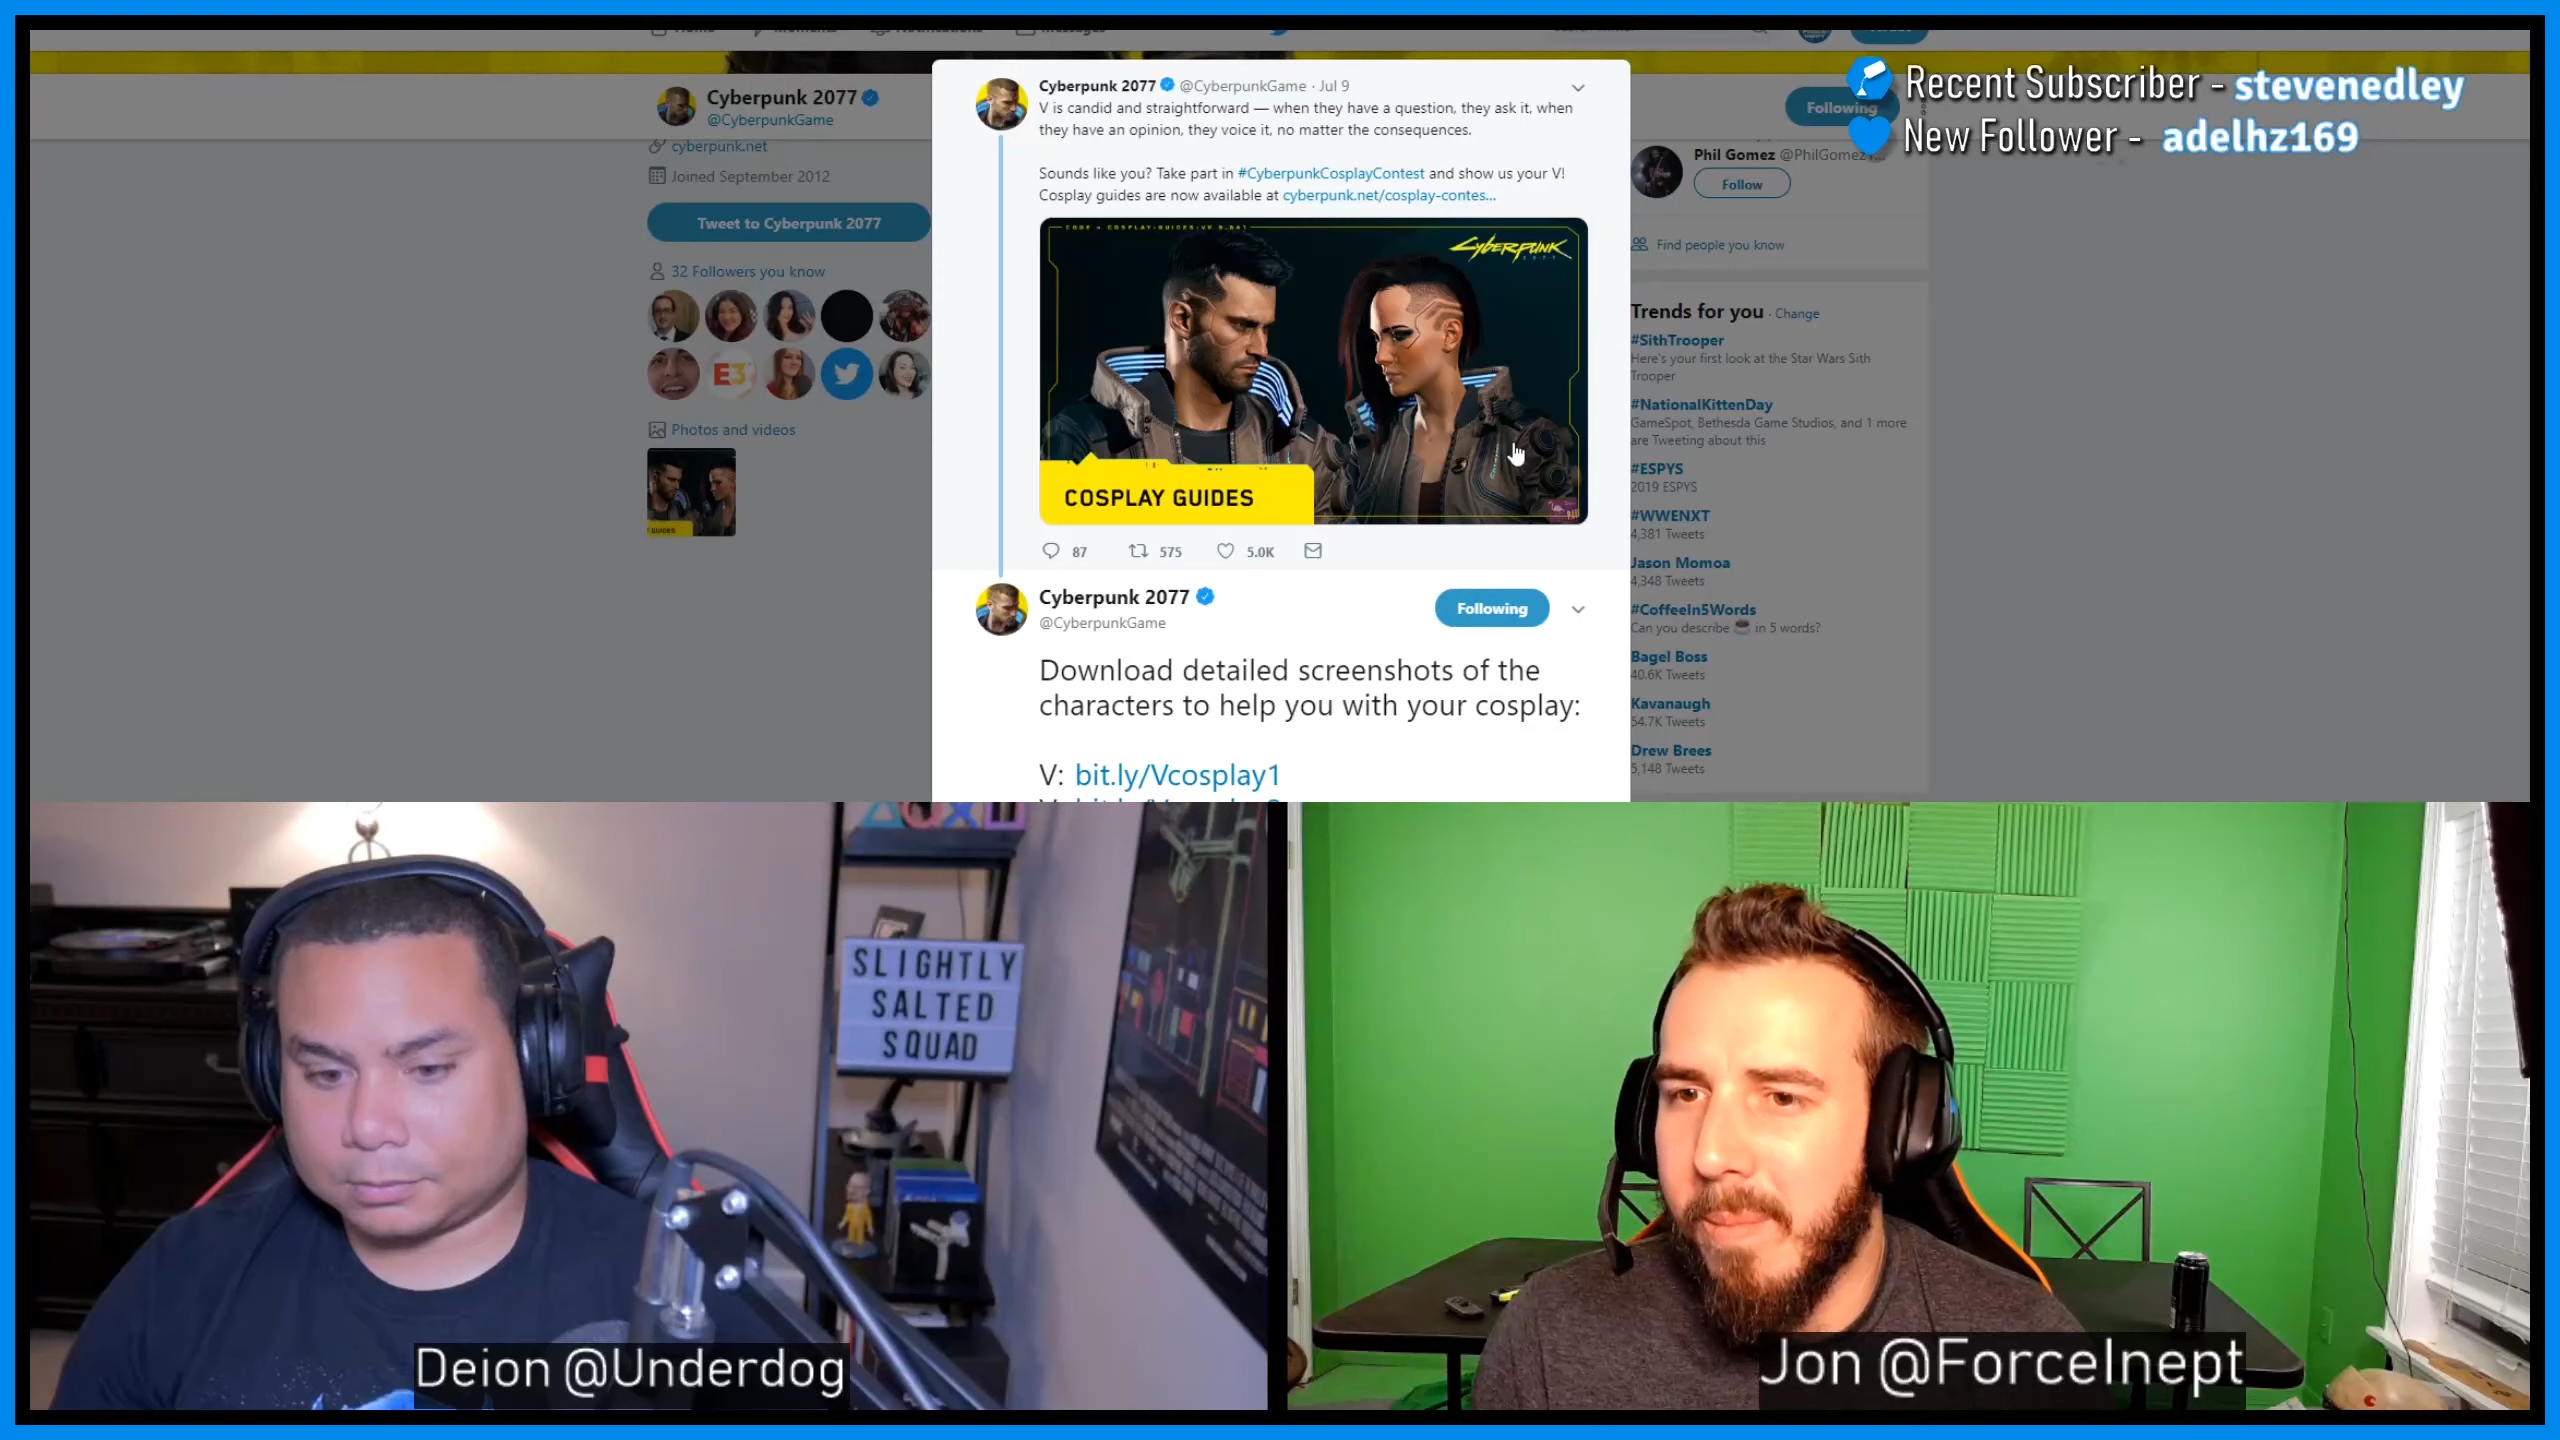 Recent Subscriber - stevenedley
New Follower - adelhz169
Cyberpunk 2077
@CyberpunkGame
cyberpunk.net
Joined September 2012
Tweet to Cyberpunk 2077
32 Followers you know
E3
Photos and videos
GUIDES
Cyberpunk 2077 @CyberpunkGame · Jul 9
V is candid and straightforward — when they have a question, they ask it, when
they have an opinion, they voice it, no matter the consequences.
Sounds like you? Take part in #CyberpunkCosplayContest and show us your V!
Cosplay guides are now available at cyberpunk.net/cosplay-contes...
Cyberpunk
2077
COSPLAY GUIDES
87 575 5.0K
Cyberpunk 2077
@CyberpunkGame
Following
Download detailed screenshots of the
characters to help you with your cosplay:
V: bit.ly/Vcosplay1
Following
Phil Gomez
Follow
Find people you know
Trends for you · Change
#SithTrooper
Here's your first look at the Star Wars Sith
Trooper
#NationalKittenDay
GameSpot, Bethesda Game Studios, and 1 more
are Tweeting about this
#ESPYS
2019 ESPYS
#WWENXT
4,381 Tweets
Jason Momoa
4,348 Tweets
#CoffeeIn5Words
Can you describe ☕ in 5 words?
Bagel Boss
40.6K Tweets
Kavanaugh
54.7K Tweets
Drew Brees
5,148 Tweets
SLIGHTLY
SALTED
SQUAD
Deion @Underdog
Jon @ForceInept